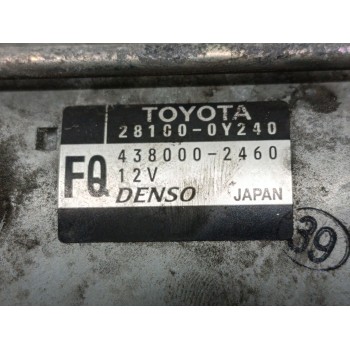 TOYOTA
28100-0Y240
FQ
438000-2460
12V
DENSO JAPAN
39